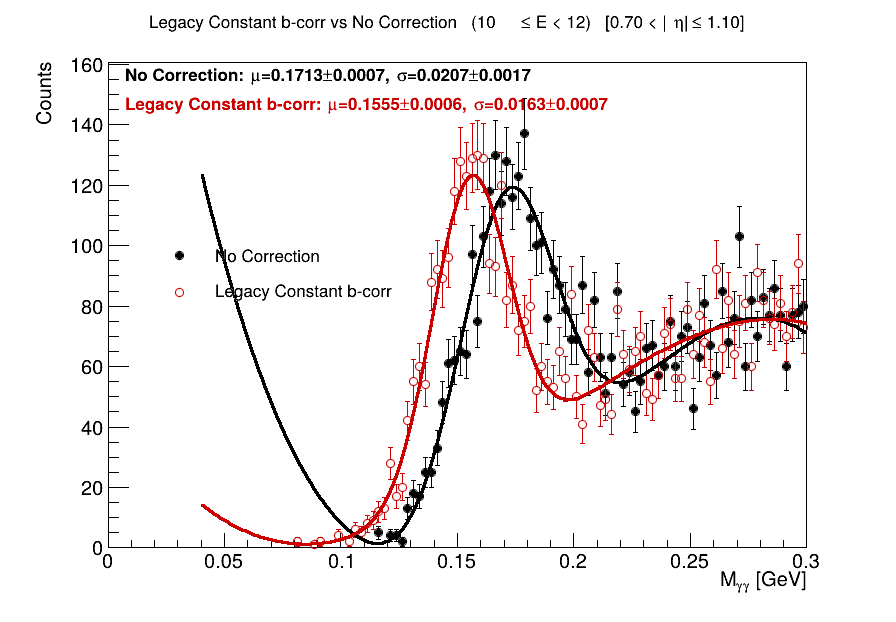 Legacy Constant b-corr vs No Correction (10 ≤ E < 12) [0.70 < | η| ≤ 1.10]
No Correction: μ=0.1713±0.0007, σ=0.0207±0.0017
Legacy Constant b-corr: μ=0.1555±0.0006, σ=0.0163±0.0007
No Correction
Legacy Constant b-corr
Counts
160
140
120
100
80
60
40
20
0
0 0.05 0.1 0.15 0.2 0.25 0.3
Mγγ [GeV]